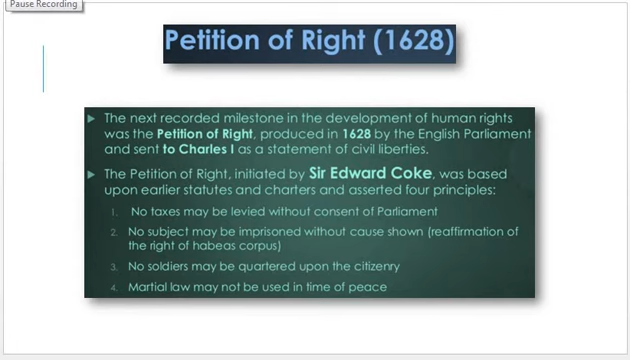 Pause Recording
Petition of Right (1628)
The next recorded milestone in the development of human rights
was the Petition of Right, produced in 1628 by the English Parliament
and sent to Charles I as a statement of civil liberties.
The Petition of Right, initiated by Sir Edward Coke, was based
upon earlier statutes and charters and asserted four principles:
1. No taxes may be levied without consent of Parliament
2. No subject may be imprisoned without cause shown (reaffirmation of
the right of habeas corpus)
3. No soldiers may be quartered upon the citizenry
4. Martial law may not be used in time of peace